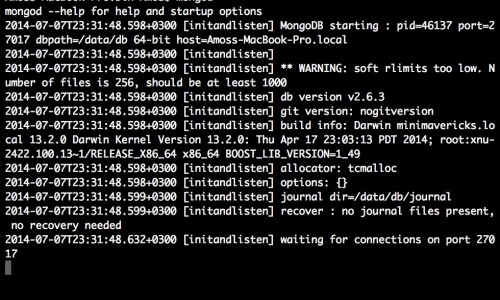 mongod --help for help and startup options
2014-07-07T23:31:48.598+0300 [initandlisten] MongoDB starting : pid=46137 port=2
7017 dbpath=/data/db 64-bit host=Amoss-MacBook-Pro.local
2014-07-07T23:31:48.598+0300 [initandlisten]
2014-07-07T23:31:48.598+0300 [initandlisten] ** WARNING: soft rlimits too low. N
umber of files is 256, should be at least 1000
2014-07-07T23:31:48.598+0300 [initandlisten] db version v2.6.3
2014-07-07T23:31:48.598+0300 [initandlisten] git version: nogitversion
2014-07-07T23:31:48.598+0300 [initandlisten] build info: Darwin minimavericks.lo
cal 13.2.0 Darwin Kernel Version 13.2.0: Thu Apr 17 23:03:13 PDT 2014; root:xnu-
2422.100.13~1/RELEASE_X86_64 x86_64 BOOST_LIB_VERSION=1_49
2014-07-07T23:31:48.598+0300 [initandlisten] allocator: tcmalloc
2014-07-07T23:31:48.598+0300 [initandlisten] options: {}
2014-07-07T23:31:48.599+0300 [initandlisten] journal dir=/data/db/journal
2014-07-07T23:31:48.599+0300 [initandlisten] recover : no journal files present,
no recovery needed
2014-07-07T23:31:48.632+0300 [initandlisten] waiting for connections on port 270
17